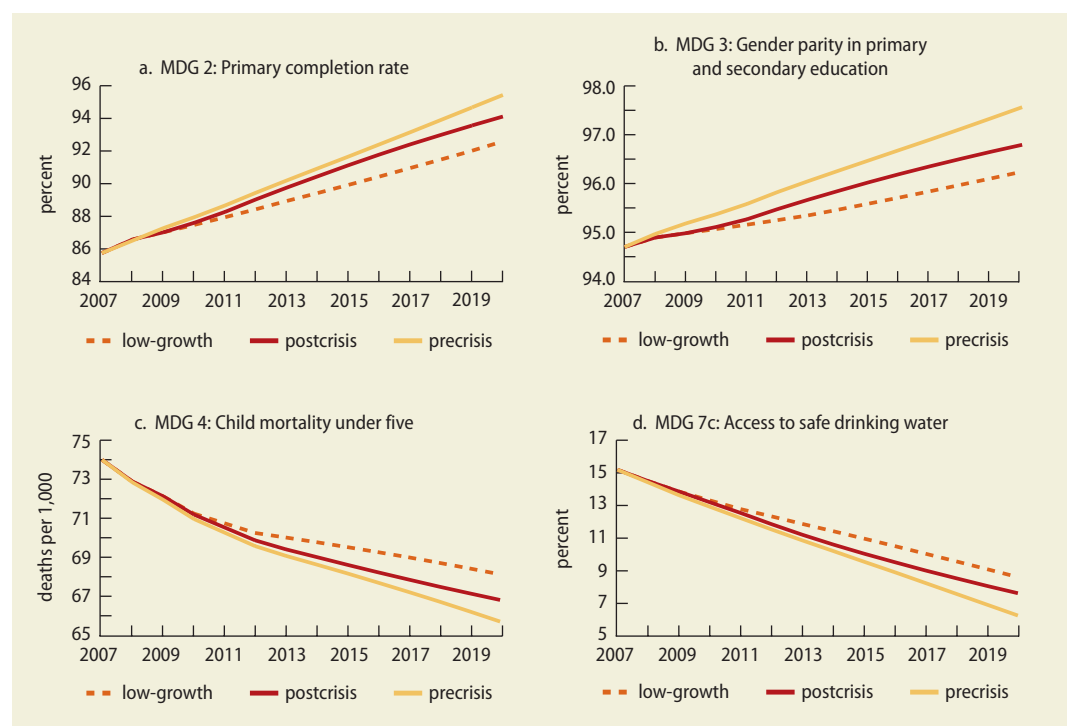 a. MDG 2: Primary completion rate
96
94
92
90
88
86
84
percent
2007 2009 2011 2013 2015 2017 2019
low-growth postcrisis precrisis
b. MDG 3: Gender parity in primary
and secondary education
98.0
97.0
96.0
95.0
94.0
percent
2007 2009 2011 2013 2015 2017 2019
low-growth postcrisis precrisis
c. MDG 4: Child mortality under five
75
73
71
69
67
65
deaths per 1,000
2007 2009 2011 2013 2015 2017 2019
low-growth postcrisis precrisis
d. MDG 7c: Access to safe drinking water
17
15
13
11
9
7
5
percent
2007 2009 2011 2013 2015 2017 2019
low-growth postcrisis precrisis